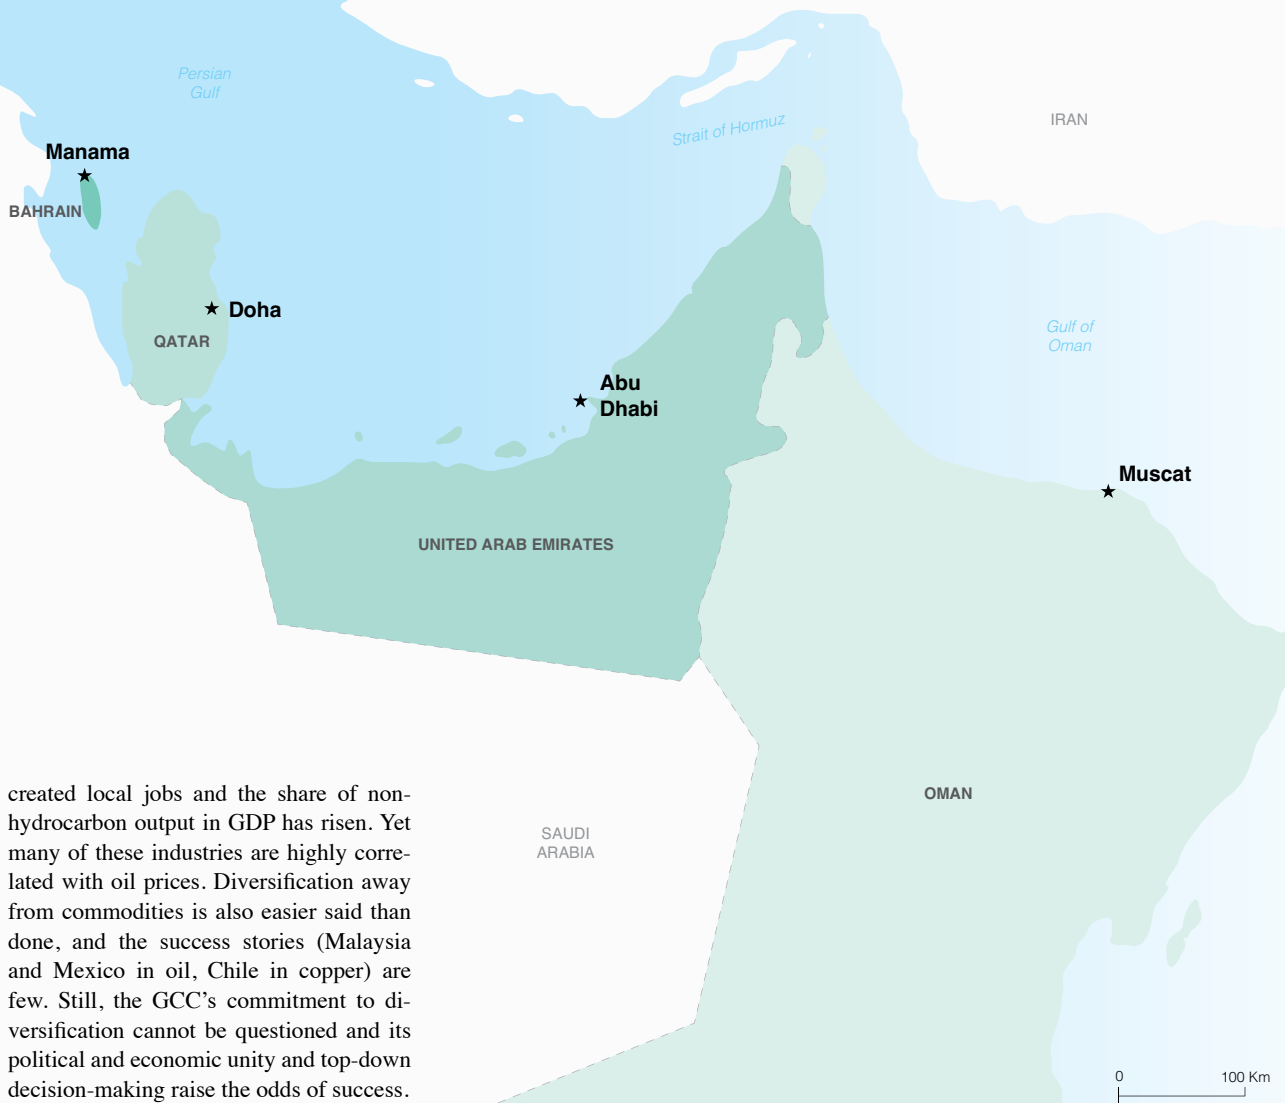 Persian
Gulf
Strait of Hormuz
IRAN
Manama
BAHRAIN
Doha
QATAR
Gulf of
Oman
Abu
Dhabi
Muscat
UNITED ARAB EMIRATES
OMAN
SAUDI
ARABIA
created local jobs and the share of non-
hydrocarbon output in GDP has risen. Yet
many of these industries are highly corre-
lated with oil prices. Diversification away
from commodities is also easier said than
done, and the success stories (Malaysia
and Mexico in oil, Chile in copper) are
few. Still, the GCC’s commitment to di-
versification cannot be questioned and its
political and economic unity and top-down
decision-making raise the odds of success.
0 100 Km